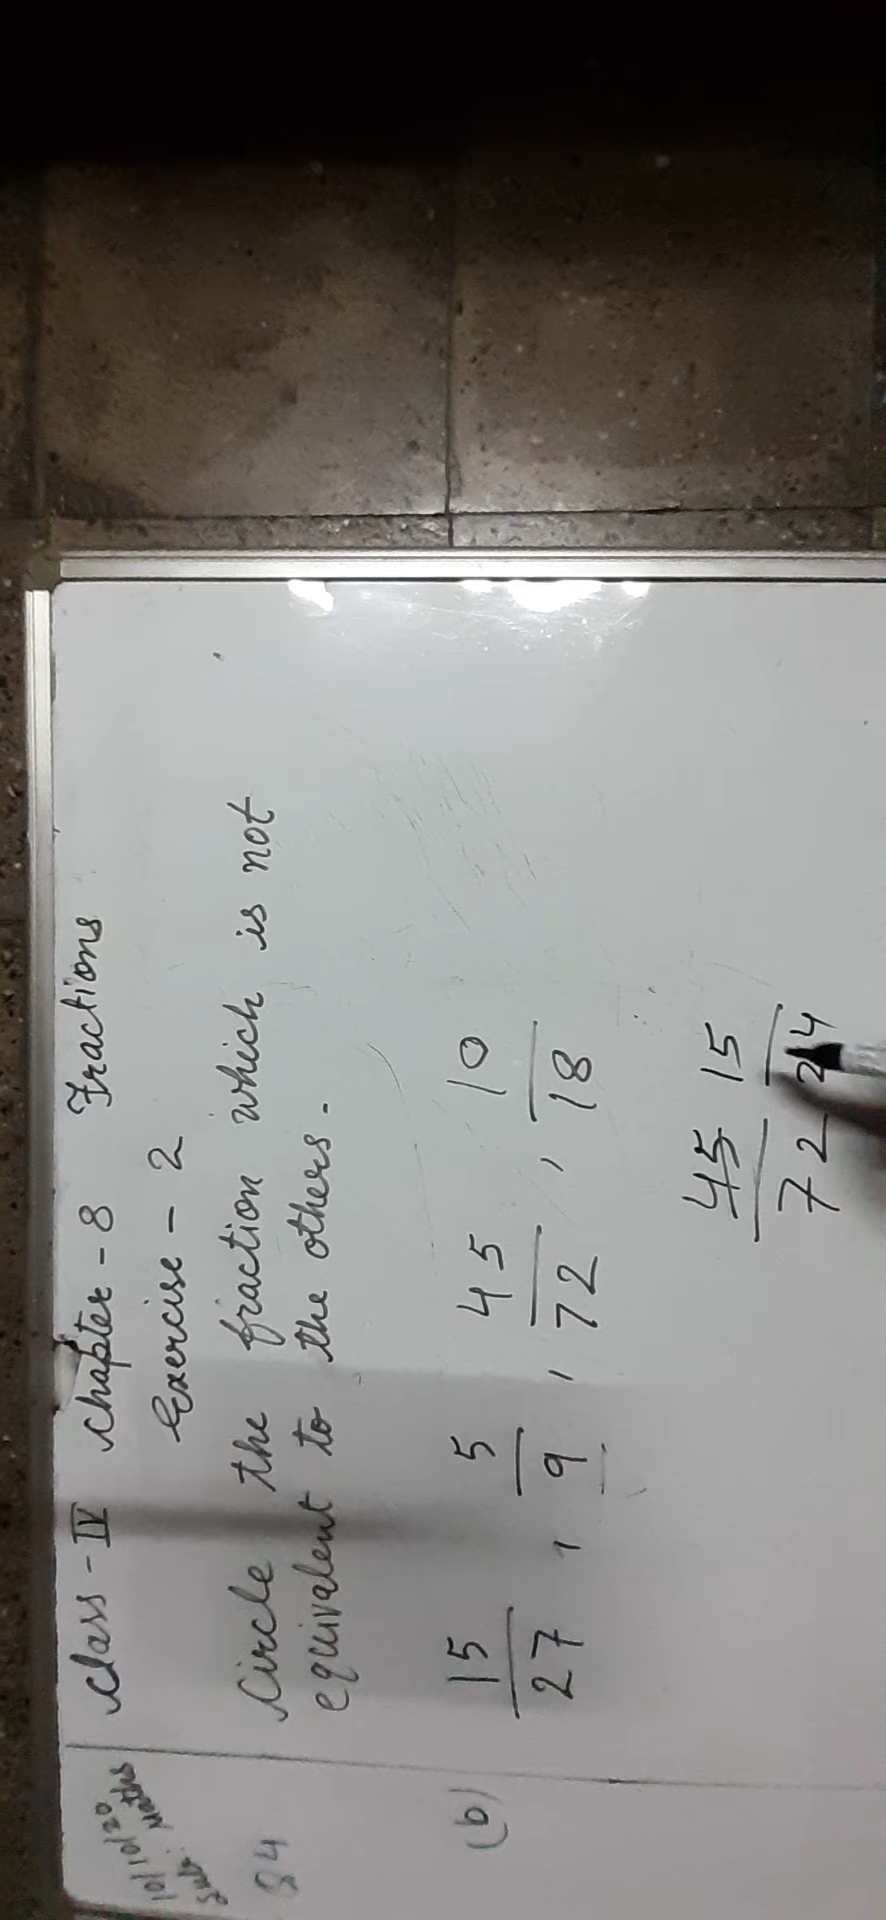 10/10/20
Sub: Maths
Class-IV Chapter-8 Fractions
Exercise-2
84 Circle the fraction which is not
equivalent to the others.
(b) 15/27 , 5/9 , 45/72 , 10/18
45/72 15/24